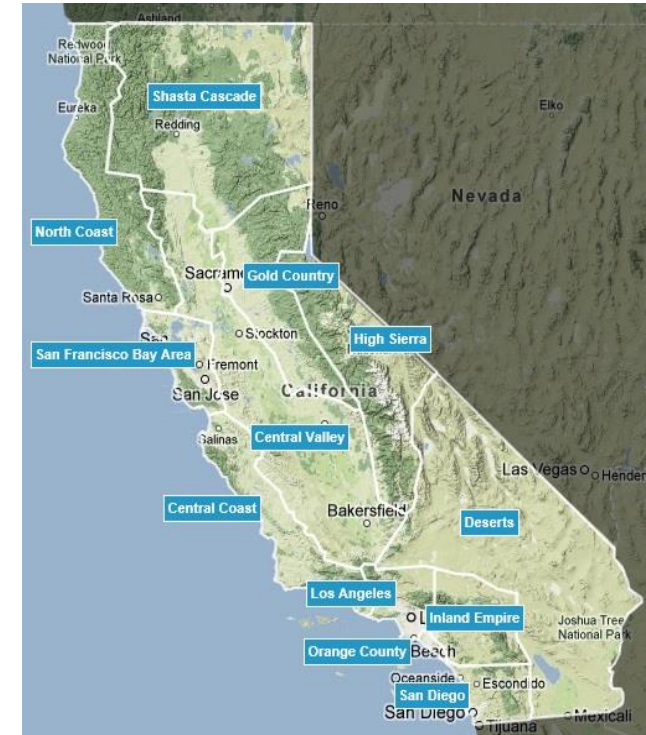 Ashland
Redwood
National Park
Shasta Cascade
Eureka
Redding
Elko
Nevada
Reno
North Coast
Gold Country
Santa Rosa
High Sierra
Stockton
San Francisco Bay Area
Fremont
San Jose
California
Salinas
Central Valley
Las Vegas
Central Coast
Bakersfield
Deserts
Los Angeles
Inland Empire
Joshua Tree
Orange County
Beach
Oceanside
Escondido
San Diego
San Diego
Mexicali
Tijuana